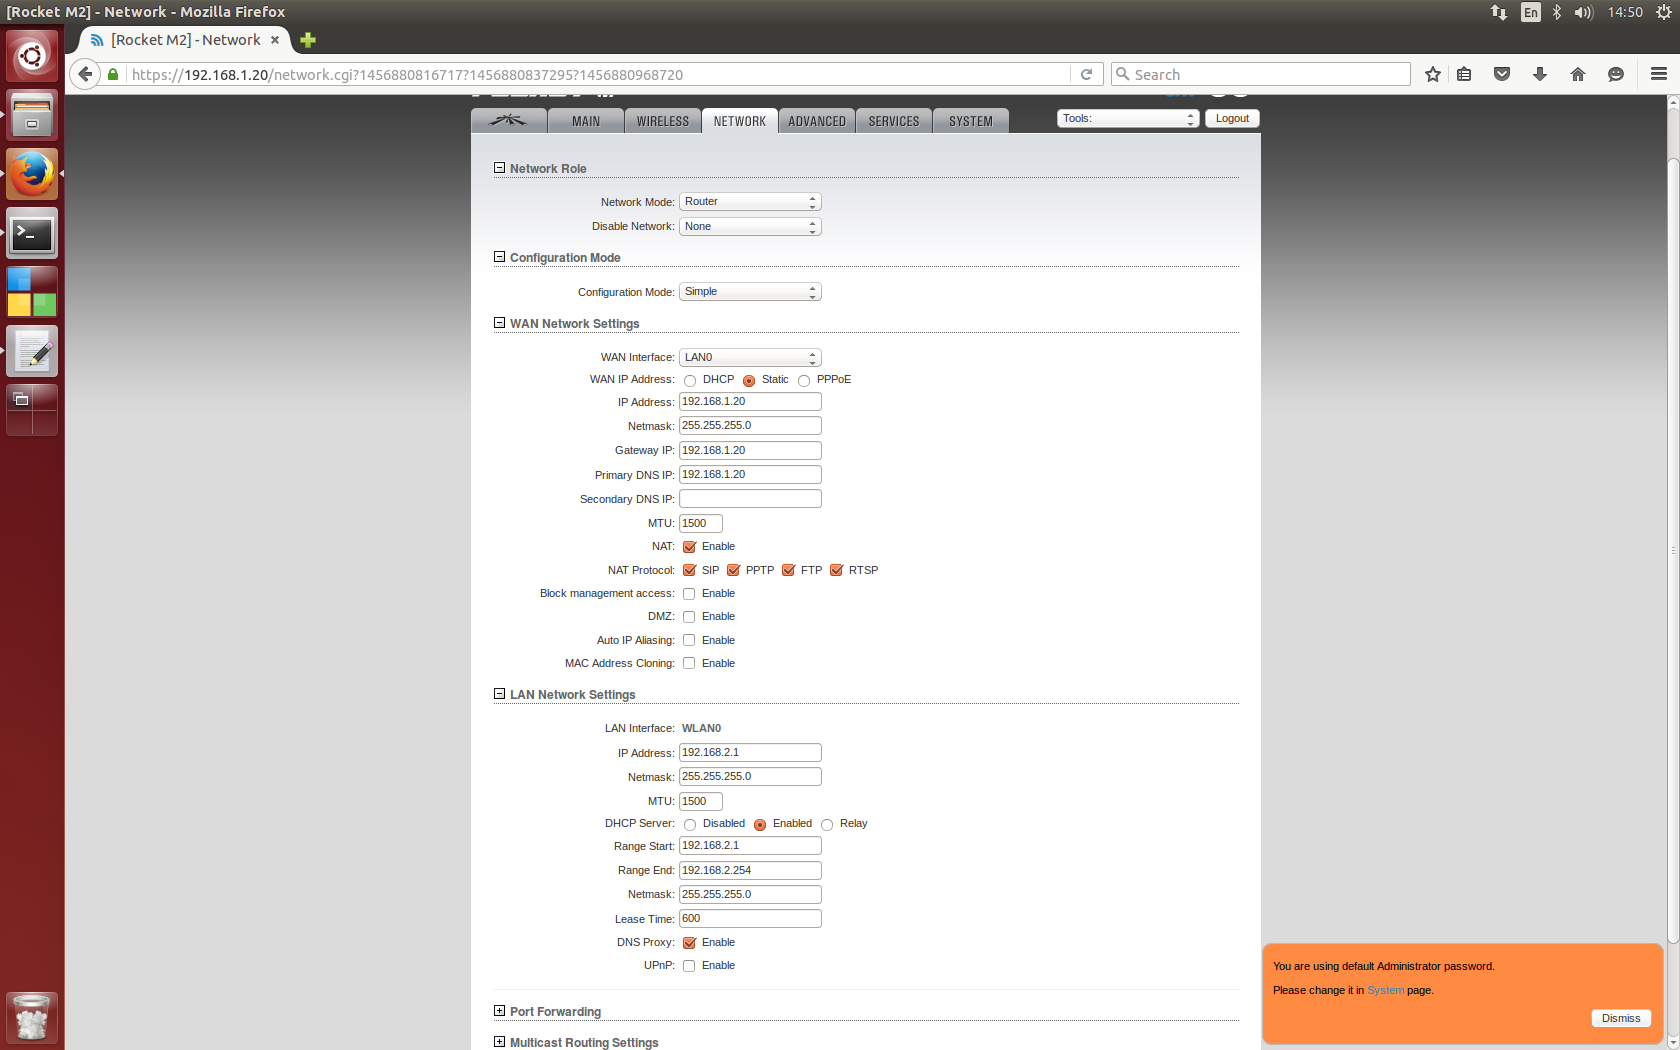 [Rocket M2] - Network - Mozilla Firefox
En
14:50
[Rocket M2] - Network
https://192.168.1.20/network.cgi?1456880816717?1456880837295?1456880968720
Search
MAIN WIRELESS NETWORK ADVANCED SERVICES SYSTEM
Tools:
Logout
Network Role
Network Mode: Router
Disable Network: None
Configuration Mode
Configuration Mode: Simple
WAN Network Settings
WAN Interface: LAN0
WAN IP Address: DHCP Static PPPoE
IP Address: 192.168.1.20
Netmask: 255.255.255.0
Gateway IP: 192.168.1.20
Primary DNS IP: 192.168.1.20
Secondary DNS IP:
MTU: 1500
NAT: Enable
NAT Protocol: SIP PPTP FTP RTSP
Block management access: Enable
DMZ: Enable
Auto IP Aliasing: Enable
MAC Address Cloning: Enable
LAN Network Settings
LAN Interface: WLAN0
IP Address: 192.168.2.1
Netmask: 255.255.255.0
MTU: 1500
DHCP Server: Disabled Enabled Relay
Range Start: 192.168.2.1
Range End: 192.168.2.254
Netmask: 255.255.255.0
Lease Time: 600
DNS Proxy: Enable
UPnP: Enable
Port Forwarding
Multicast Routing Settings
You are using default Administrator password.
Please change it in System page.
Dismiss